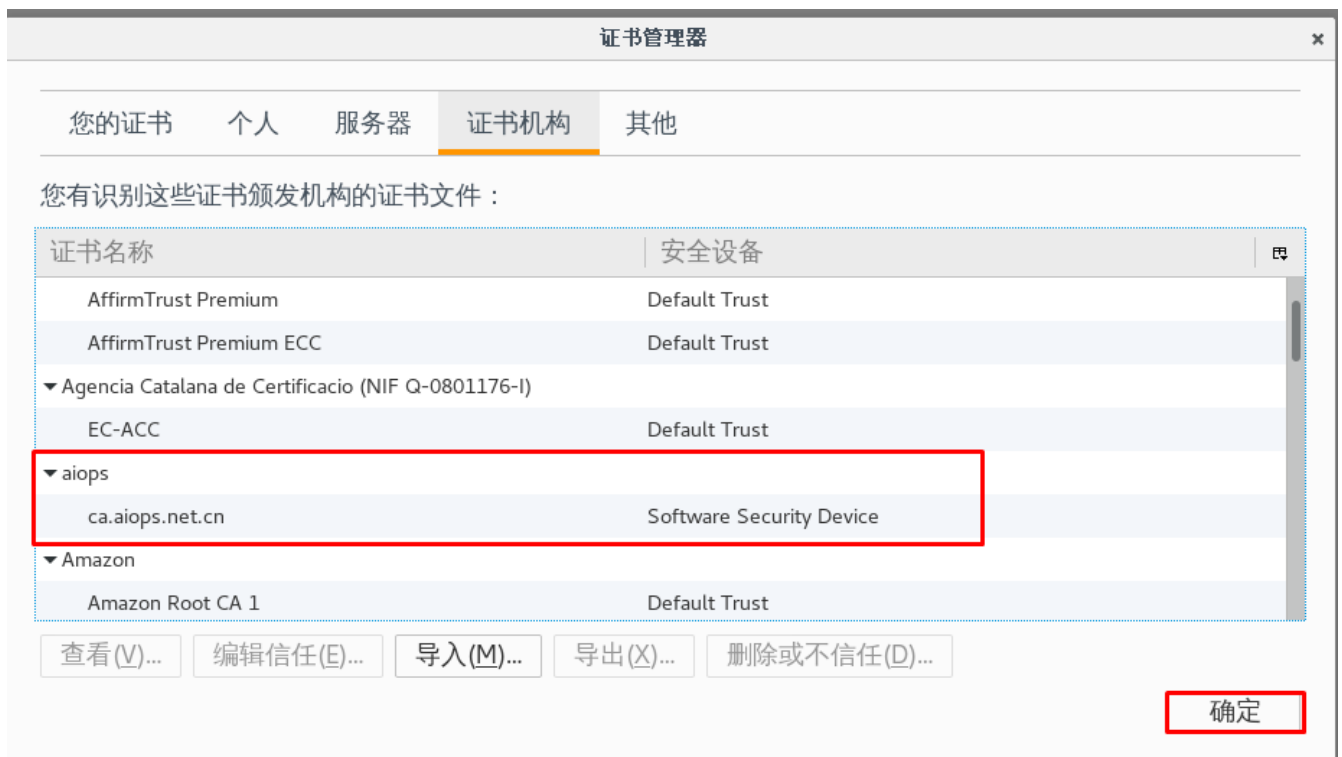 证书管理器
您的证书 个人 服务器 证书机构 其他
您有识别这些证书颁发机构的证书文件：
证书名称 安全设备
AffirmTrust Premium Default Trust
AffirmTrust Premium ECC Default Trust
Agencia Catalana de Certificacio (NIF Q-0801176-I)
EC-ACC Default Trust
aiops
ca.aiops.net.cn Software Security Device
Amazon
Amazon Root CA 1 Default Trust
查看(V)... 编辑信任(E)... 导入(M)... 导出(X)... 删除或不信任(D)...
确定